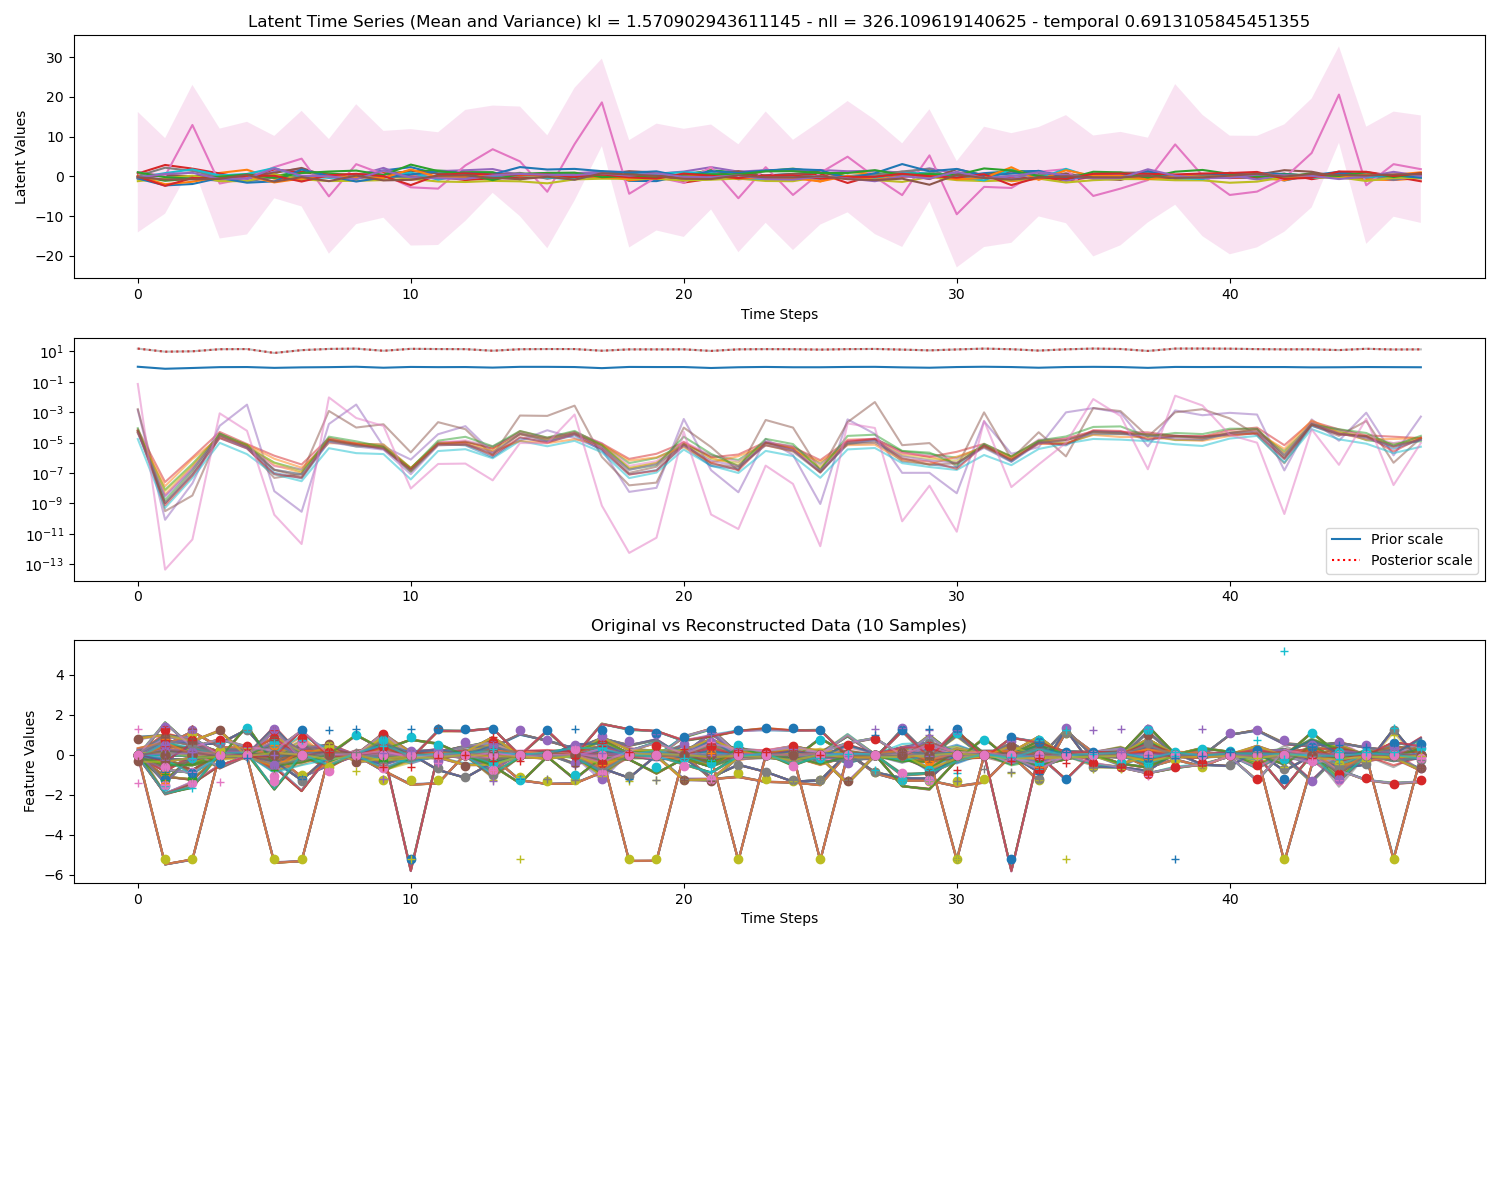 Latent Time Series (Mean and Variance) kl = 1.570902943611145 - nll = 326.109619140625 - temporal 0.6913105845451355
Latent Values
30
20
10
0
−10
−20
0 10 20 30 40
Time Steps
10^1
10^−1
10^−3
10^−5
10^−7
10^−9
10^−11
10^−13
Prior scale
Posterior scale
0 10 20 30 40
Original vs Reconstructed Data (10 Samples)
Feature Values
4
2
0
−2
−4
−6
0 10 20 30 40
Time Steps